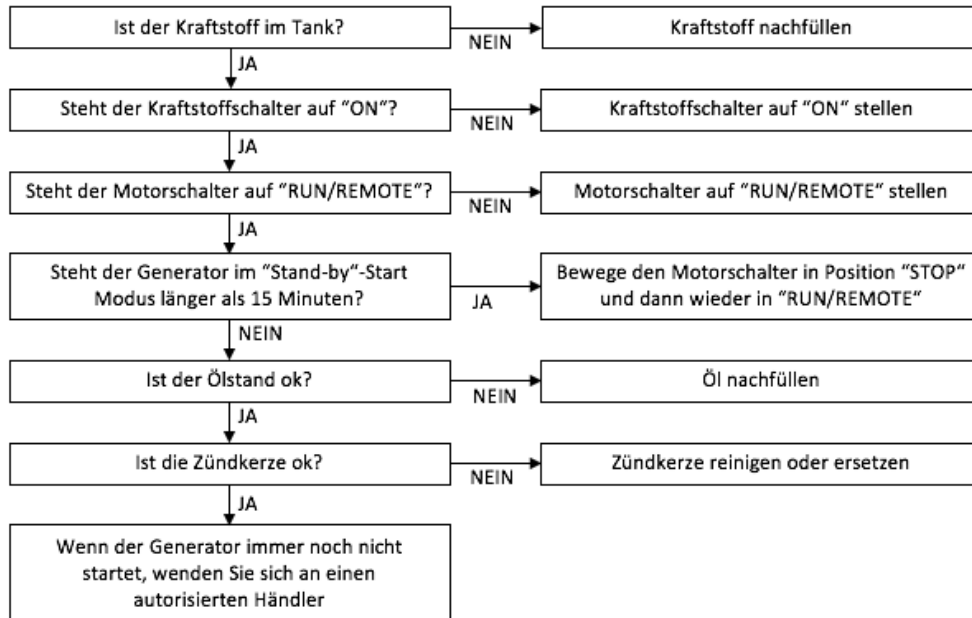 Ist der Kraftstoff im Tank?
NEIN
Kraftstoff nachfüllen
JA
Steht der Kraftstoffschalter auf “ON“?
NEIN
Kraftstoffschalter auf “ON“ stellen
JA
Steht der Motorschalter auf “RUN/REMOTE“?
NEIN
Motorschalter auf “RUN/REMOTE“ stellen
JA
Steht der Generator im “Stand-by“-Start
Modus länger als 15 Minuten?
JA
Bewege den Motorschalter in Position “STOP“
und dann wieder in “RUN/REMOTE“
NEIN
Ist der Ölstand ok?
NEIN
Öl nachfüllen
JA
Ist die Zündkerze ok?
NEIN
Zündkerze reinigen oder ersetzen
JA
Wenn der Generator immer noch nicht
startet, wenden Sie sich an einen
autorisierten Händler